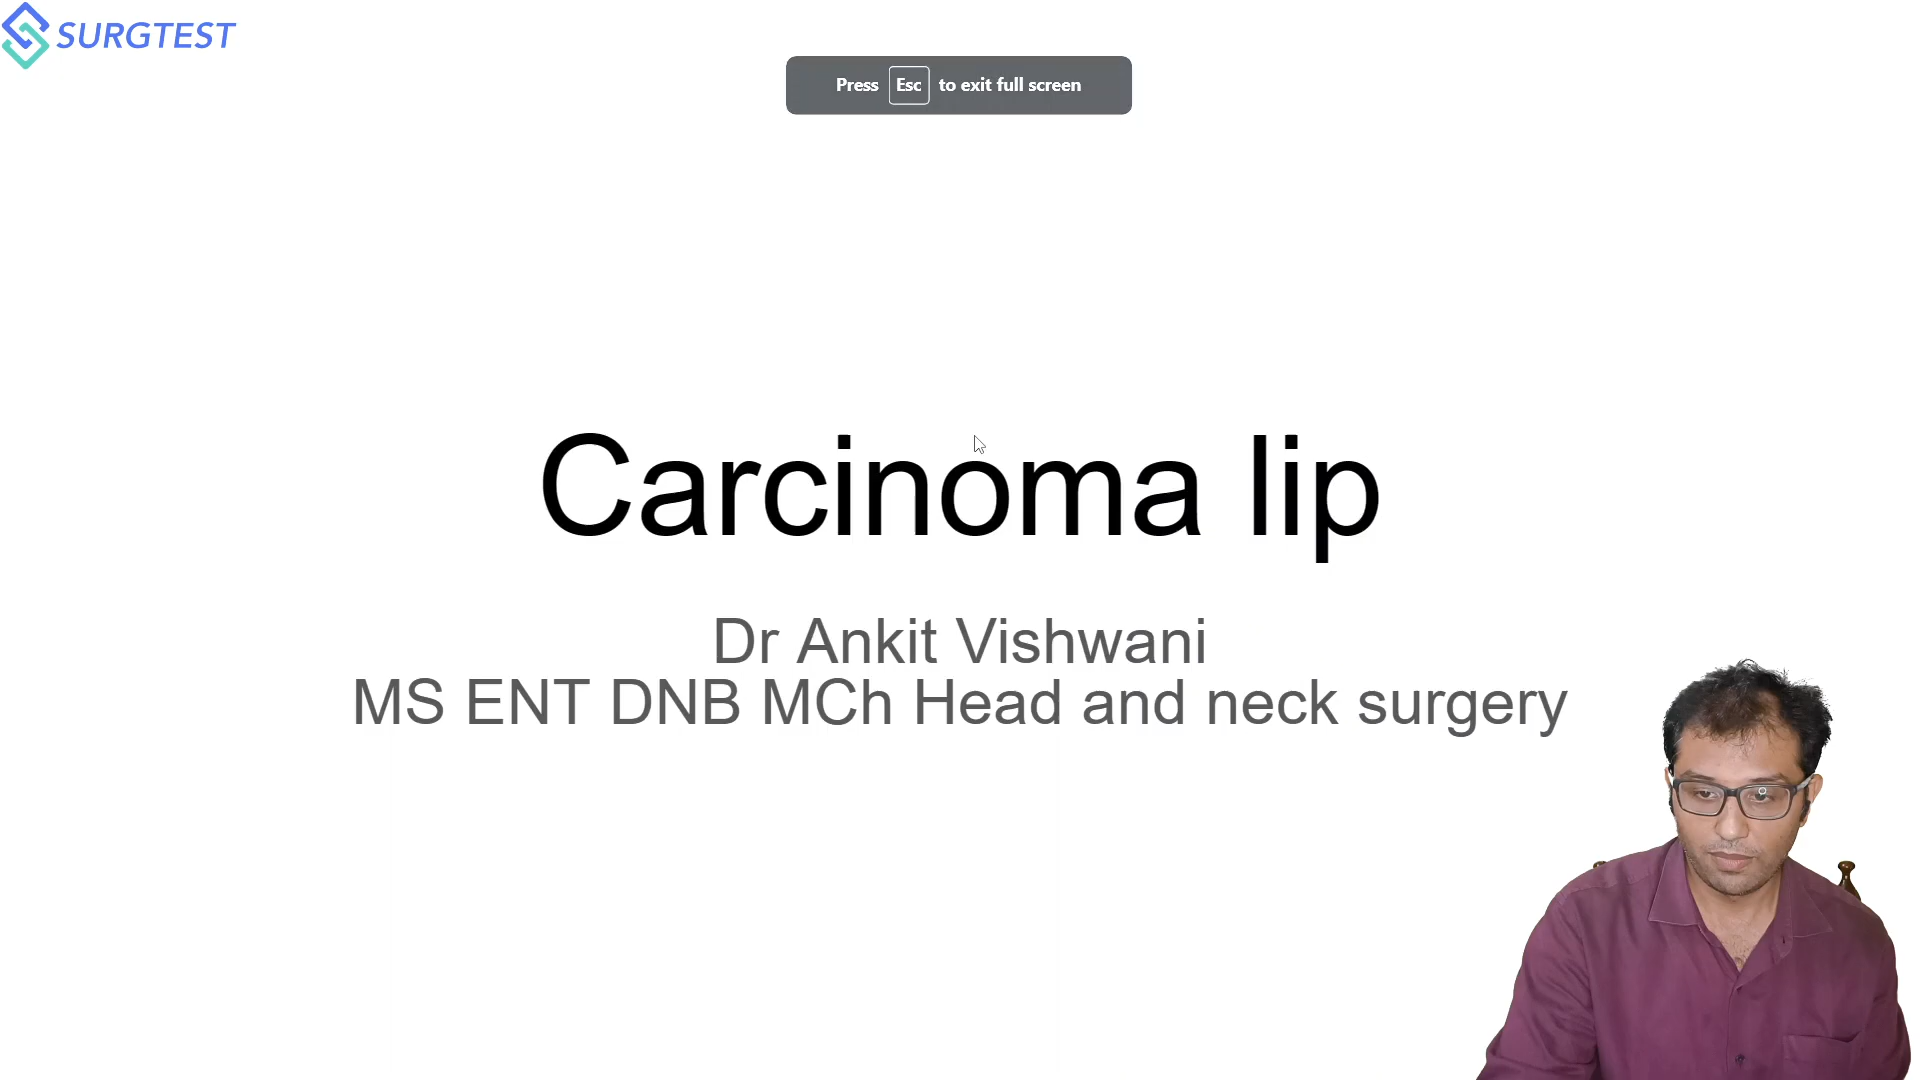 SURGTEST
Press Esc to exit full screen
Carcinoma lip
Dr Ankit Vishwani
MS ENT DNB MCh Head and neck surgery